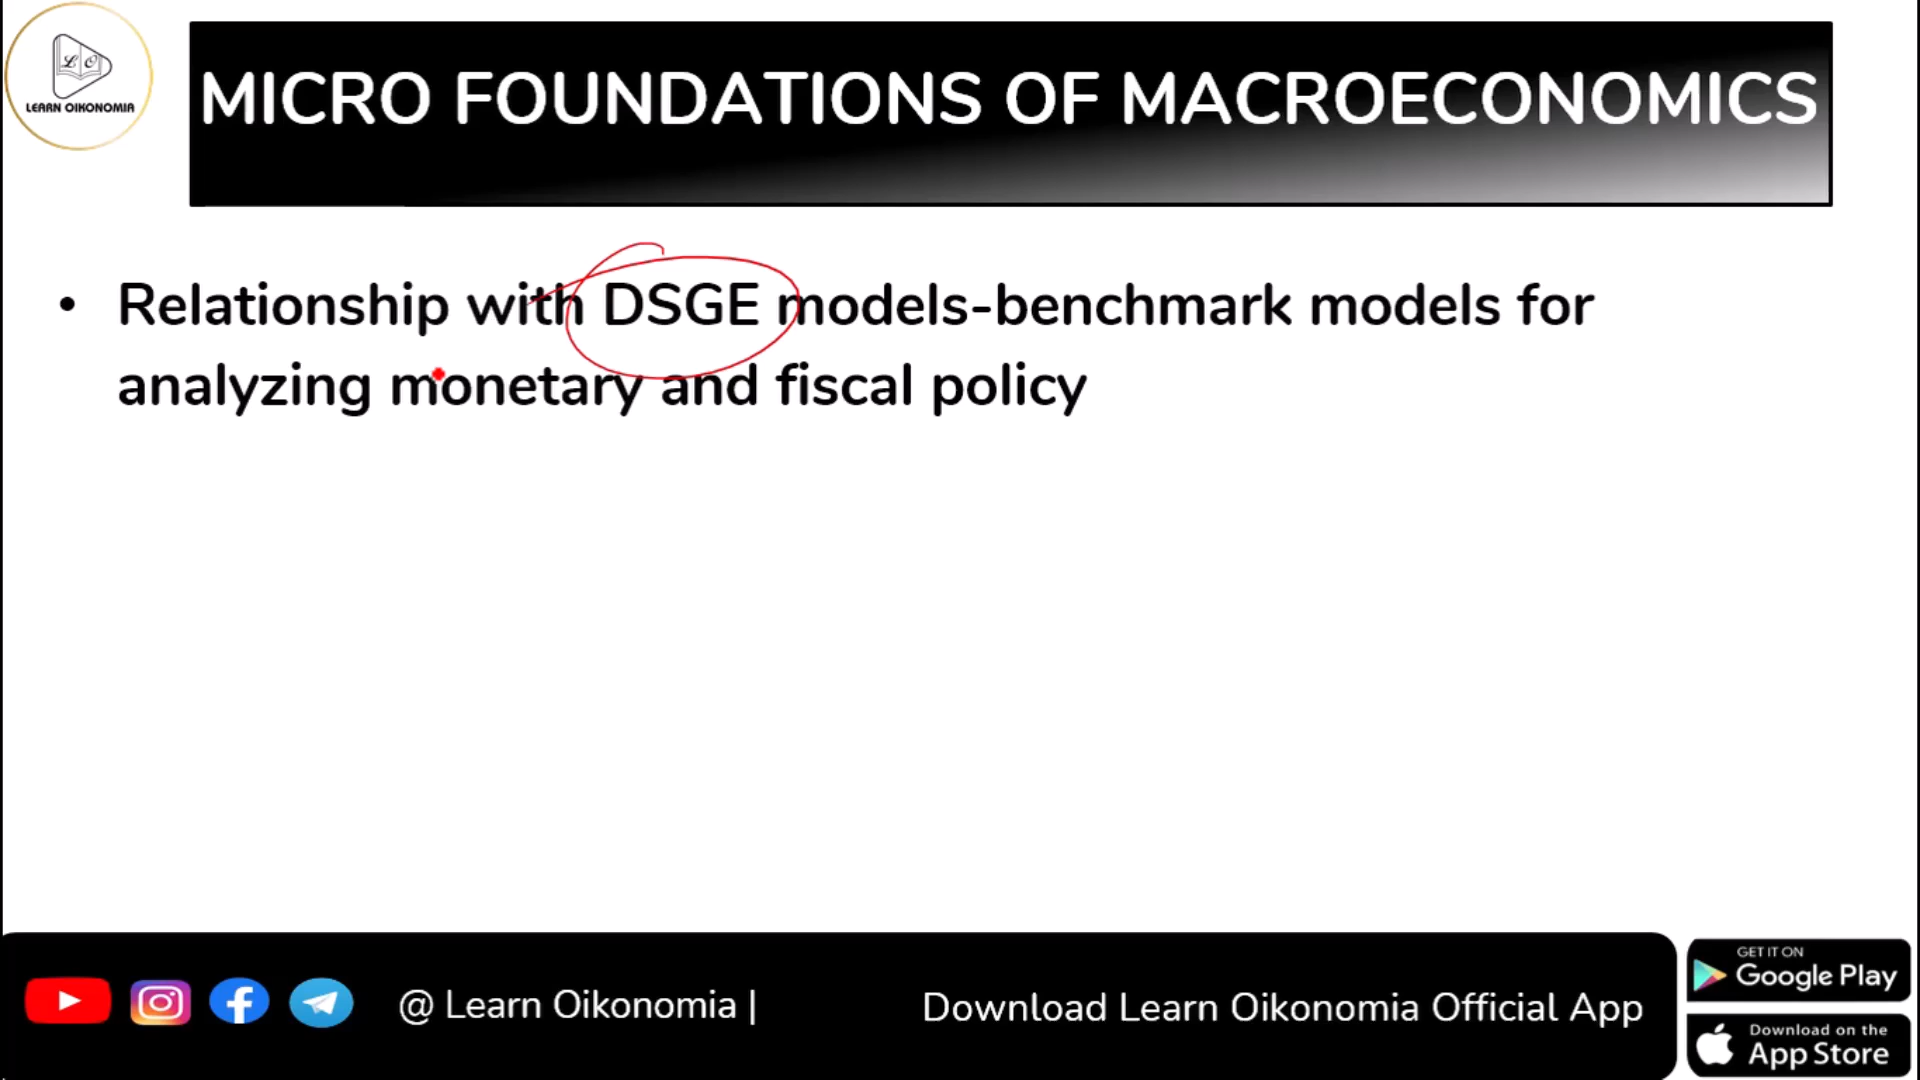 LO
LEARN OIKONOMIA
MICRO FOUNDATIONS OF MACROECONOMICS
• Relationship with DSGE models-benchmark models for
analyzing monetary and fiscal policy
@ Learn Oikonomia |
Download Learn Oikonomia Official App
GET IT ON
Google Play
Download on the
App Store